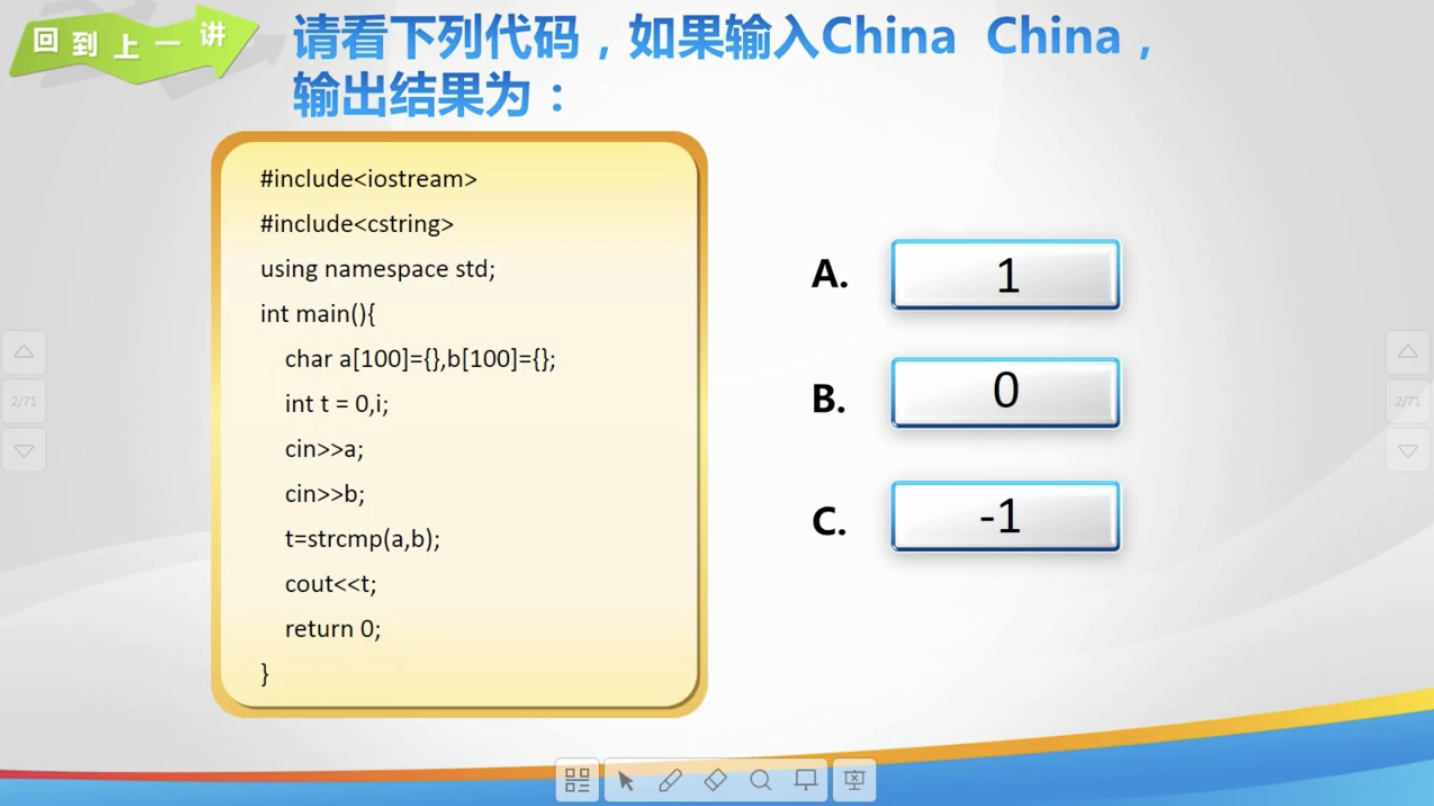 回到上一讲
请看下列代码，如果输入China  China，
输出结果为：
#include<iostream>
#include<cstring>
using namespace std;
int main(){
    char a[100]={},b[100]={};
    int t = 0,i;
    cin>>a;
    cin>>b;
    t=strcmp(a,b);
    cout<<t;
    return 0;
}
A. 1
B. 0
C. -1
2/71
2/71